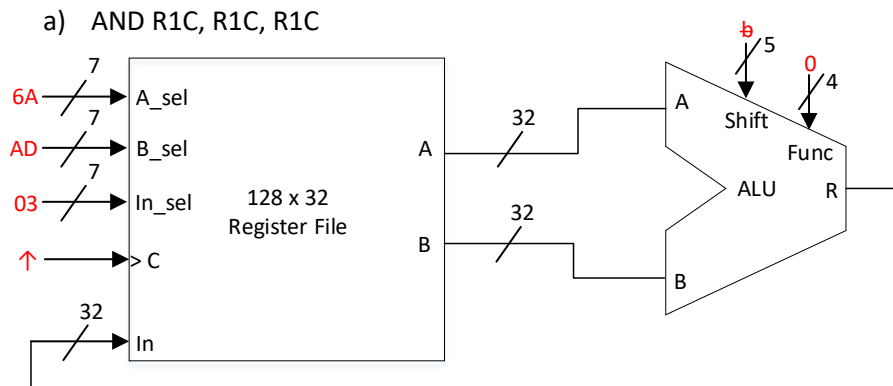 a) AND R1C, R1C, R1C
7
6A
A_sel
7
AD
B_sel
7
03
In_sel
↑
> C
32
In
128 x 32
Register File
A
B
32
32
b
5
0
4
A
Shift
Func
ALU
R
B